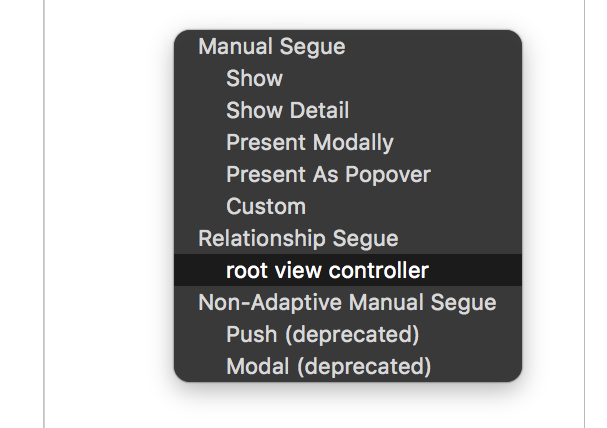 Manual Segue
Show
Show Detail
Present Modally
Present As Popover
Custom
Relationship Segue
root view controller
Non-Adaptive Manual Segue
Push (deprecated)
Modal (deprecated)